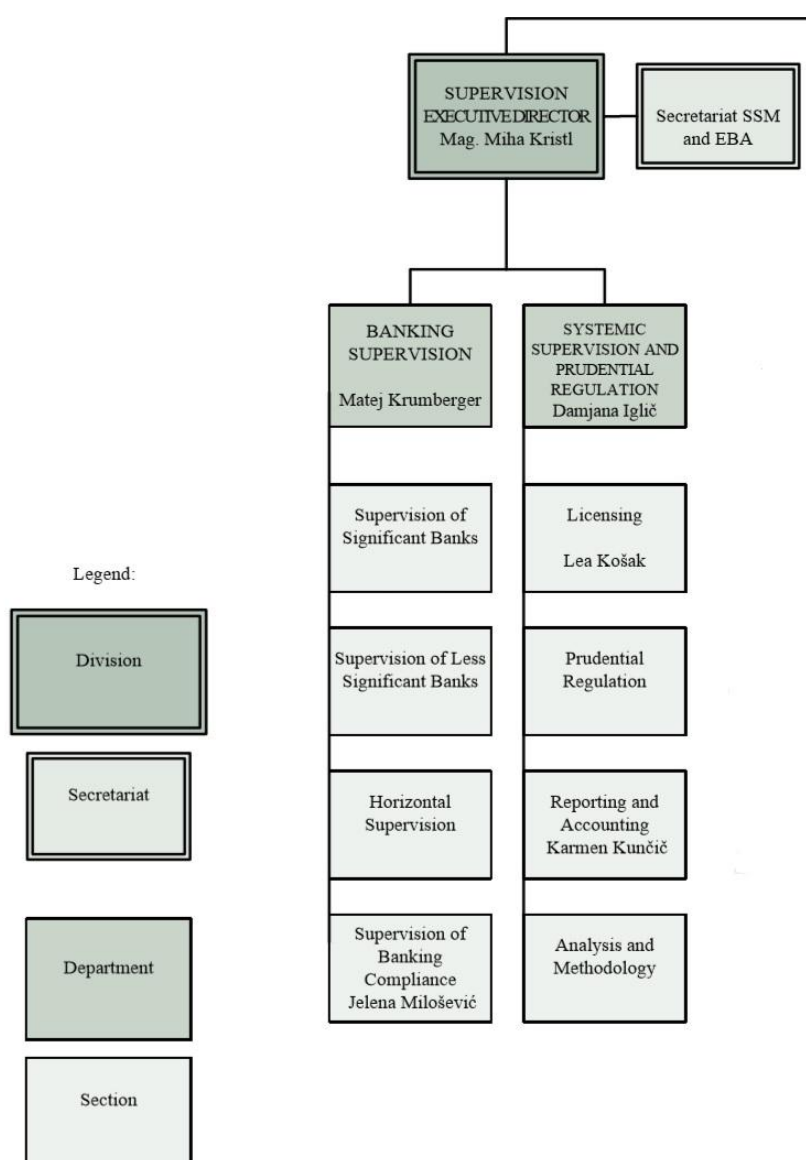 SUPERVISION
EXECUTIVE DIRECTOR
Mag. Miha Kristl
Secretariat SSM
and EBA
BANKING
SUPERVISION
Matej Krumberger
SYSTEMIC
SUPERVISION AND
PRUDENTIAL
REGULATION
Damjana Iglič
Supervision of
Significant Banks
Licensing
Lea Košak
Supervision of Less
Significant Banks
Prudential
Regulation
Horizontal
Supervision
Reporting and
Accounting
Karmen Kunčič
Supervision of
Banking
Compliance
Jelena Milošević
Analysis and
Methodology
Legend:
Division
Secretariat
Department
Section